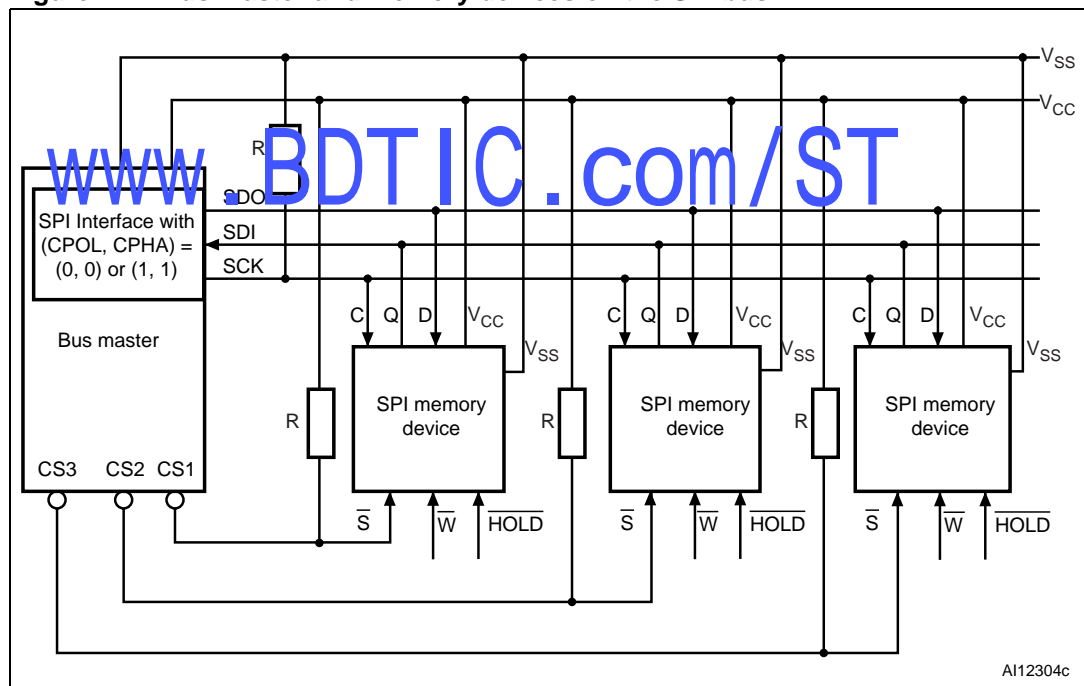 VSS
VCC
www.BDTIC.com/ST
R
SDO
SPI Interface with
(CPOL, CPHA) =
(0, 0) or (1, 1)
SDI
SCK
Bus master
C Q D VCC VSS
C Q D VCC VSS
C Q D VCC VSS
R
SPI memory
device
R
SPI memory
device
R
SPI memory
device
CS3 CS2 CS1
S W HOLD
S W HOLD
S W HOLD
AI12304c